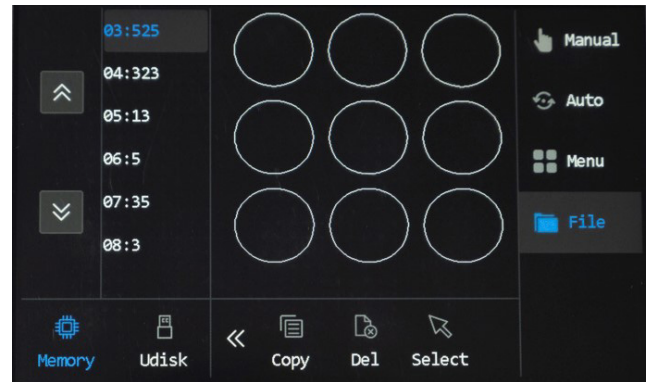 03:525
04:323
05:13
06:5
07:35
08:3
Manual
Auto
Menu
File
Memory
Udisk
Copy
Del
Select